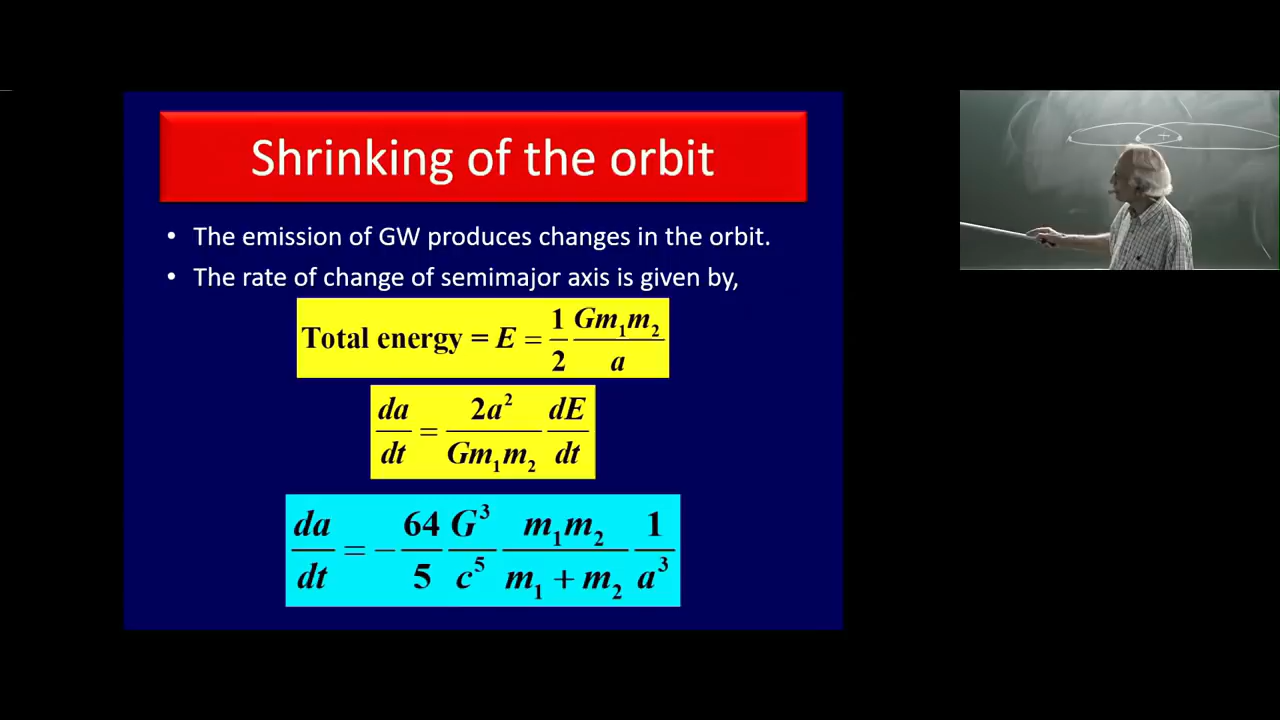 Shrinking of the orbit
• The emission of GW produces changes in the orbit.
• The rate of change of semimajor axis is given by,
Total energy = E = 1/2 Gm₁m₂/a
da/dt = 2a²/Gm₁m₂ dE/dt
da/dt = − 64/5 G³/c⁵ m₁m₂/m₁ + m₂ 1/a³